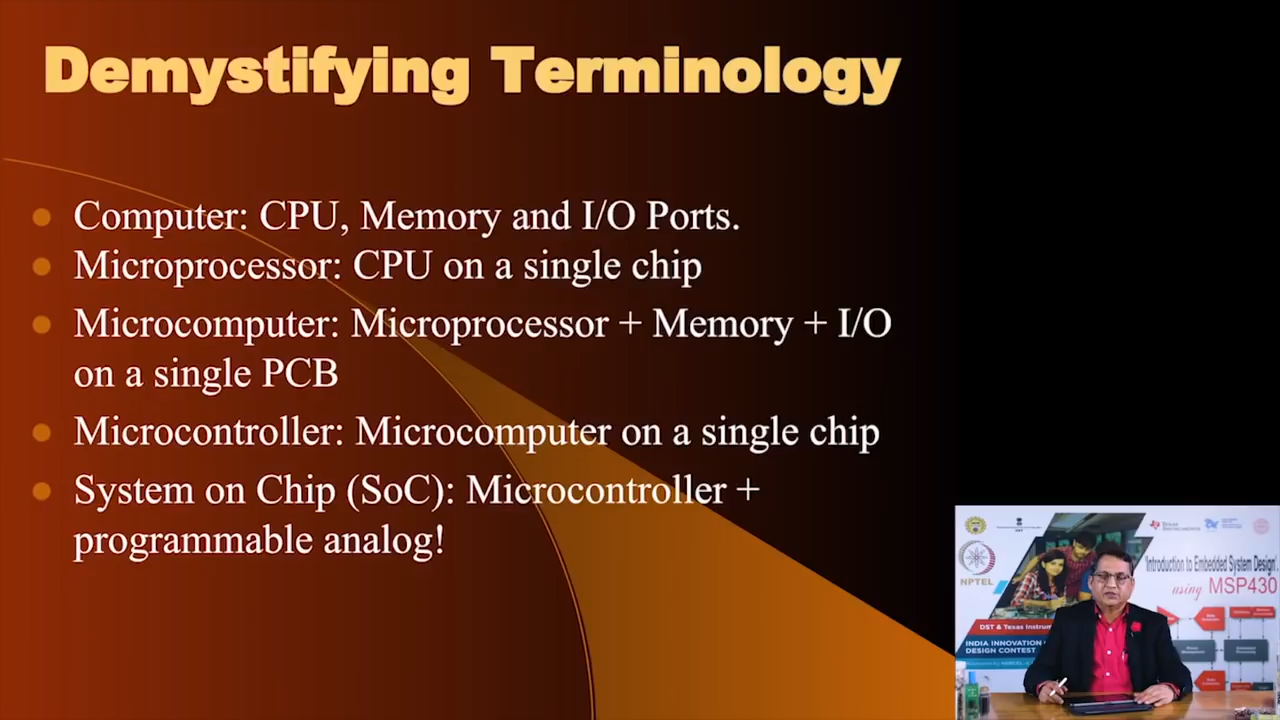 Demystifying Terminology
Computer: CPU, Memory and I/O Ports.
Microprocessor: CPU on a single chip
Microcomputer: Microprocessor + Memory + I/O
on a single PCB
Microcontroller: Microcomputer on a single chip
System on Chip (SoC): Microcontroller +
programmable analog!
NPTEL
'Introduction to Embedded System Design'
using MSP430
DST & Texas Instrum
INDIA INNOVATION
DESIGN CONTEST